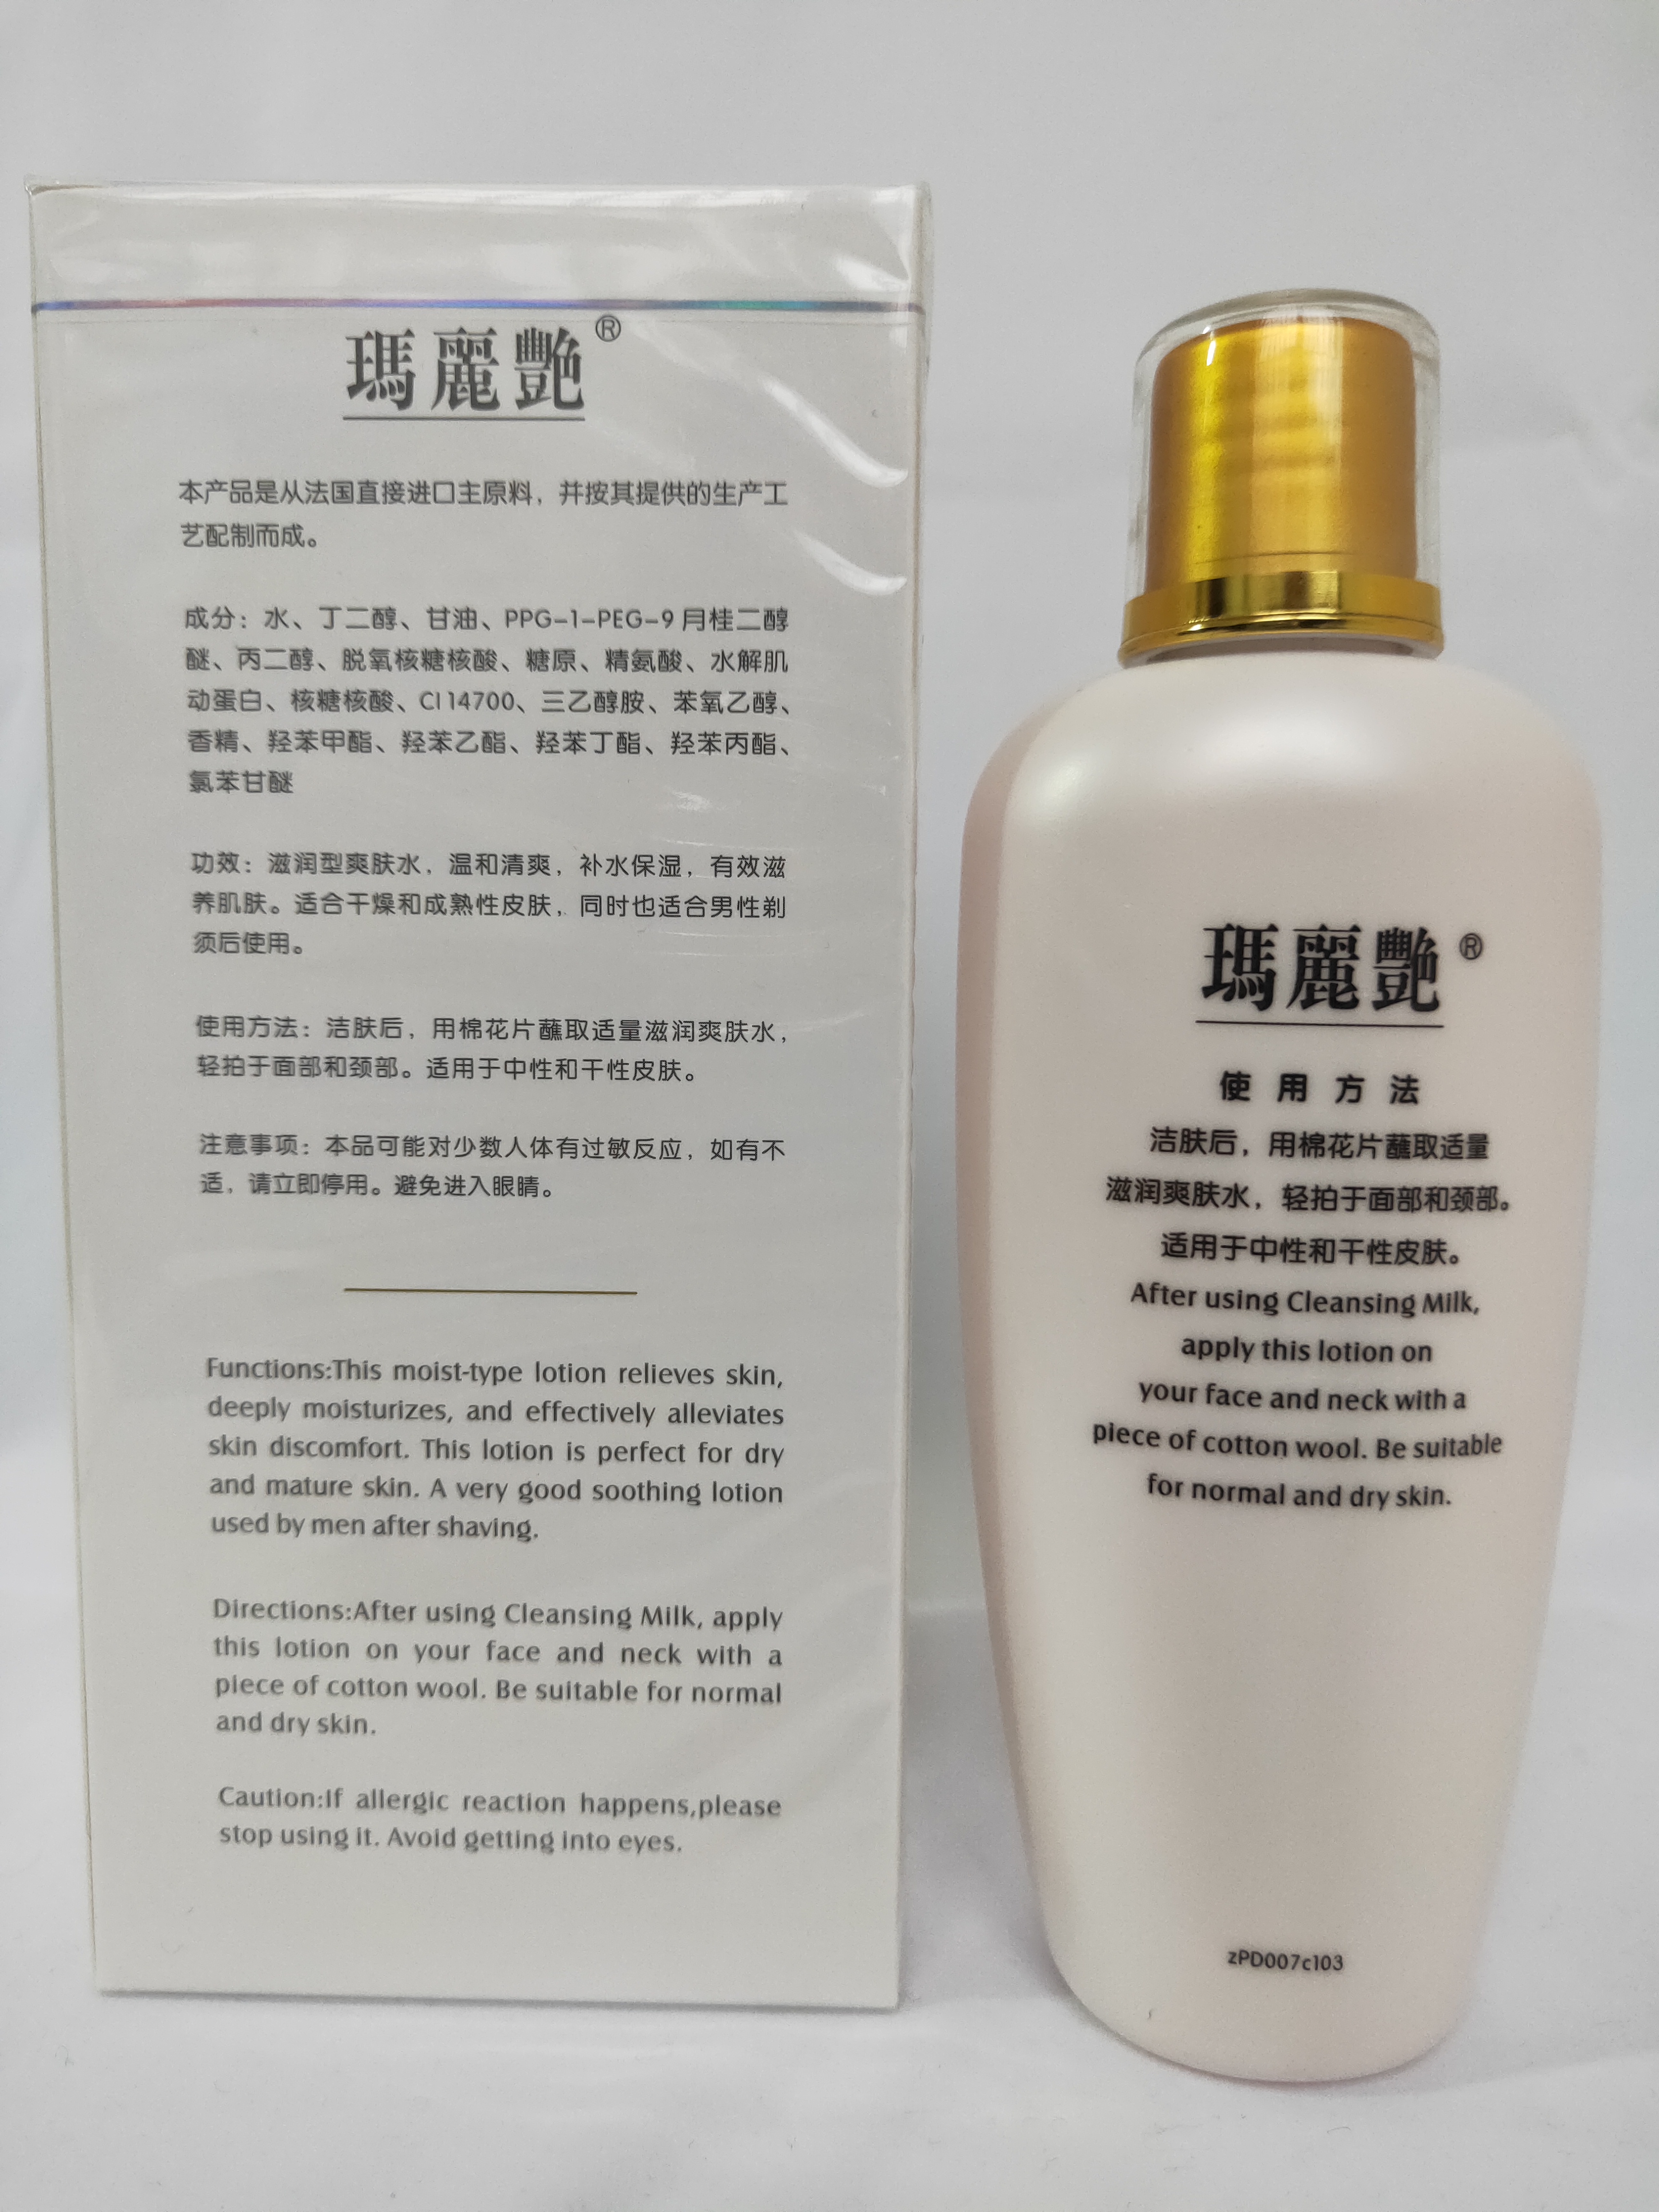 瑪麗艷®
本产品是从法国直接进口主原料，并按其提供的生产工
艺配制而成。
成分：水、丁二醇、甘油、PPG-1-PEG-9月桂二醇
醚、丙二醇、脱氧核糖核酸、糖原、精氨酸、水解肌
动蛋白、核糖核酸、CI 14700、三乙醇胺、苯氧乙醇、
香精、羟苯甲酯、羟苯乙酯、羟苯丁酯、羟苯丙酯、
氯苯甘醚
功效：滋润型爽肤水，温和清爽，补水保湿，有效滋
养肌肤。适合干燥和成熟性皮肤，同时也适合男性剃
须后使用。
使用方法：洁肤后，用棉花片蘸取适量滋润爽肤水，
轻拍于面部和颈部。适用于中性和干性皮肤。
注意事项：本品可能对少数人体有过敏反应，如有不
适，请立即停用。避免进入眼睛。
Functions:This moist-type lotion relieves skin,
deeply moisturizes, and effectively alleviates
skin discomfort. This lotion is perfect for dry
and mature skin. A very good soothing lotion
used by men after shaving.
Directions:After using Cleansing Milk, apply
this lotion on your face and neck with a
piece of cotton wool. Be suitable for normal
and dry skin.
Caution:If allergic reaction happens,please
stop using it. Avoid getting into eyes.
瑪麗艷®
使用方法
洁肤后，用棉花片蘸取适量
滋润爽肤水，轻拍于面部和颈部。
适用于中性和干性皮肤。
After using Cleansing Milk,
apply this lotion on
your face and neck with a
piece of cotton wool. Be suitable
for normal and dry skin.
zPD007c103